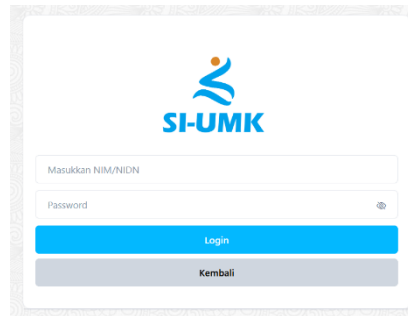 SI-UMK
Masukkan NIM/NIDN
Password
Login
Kembali